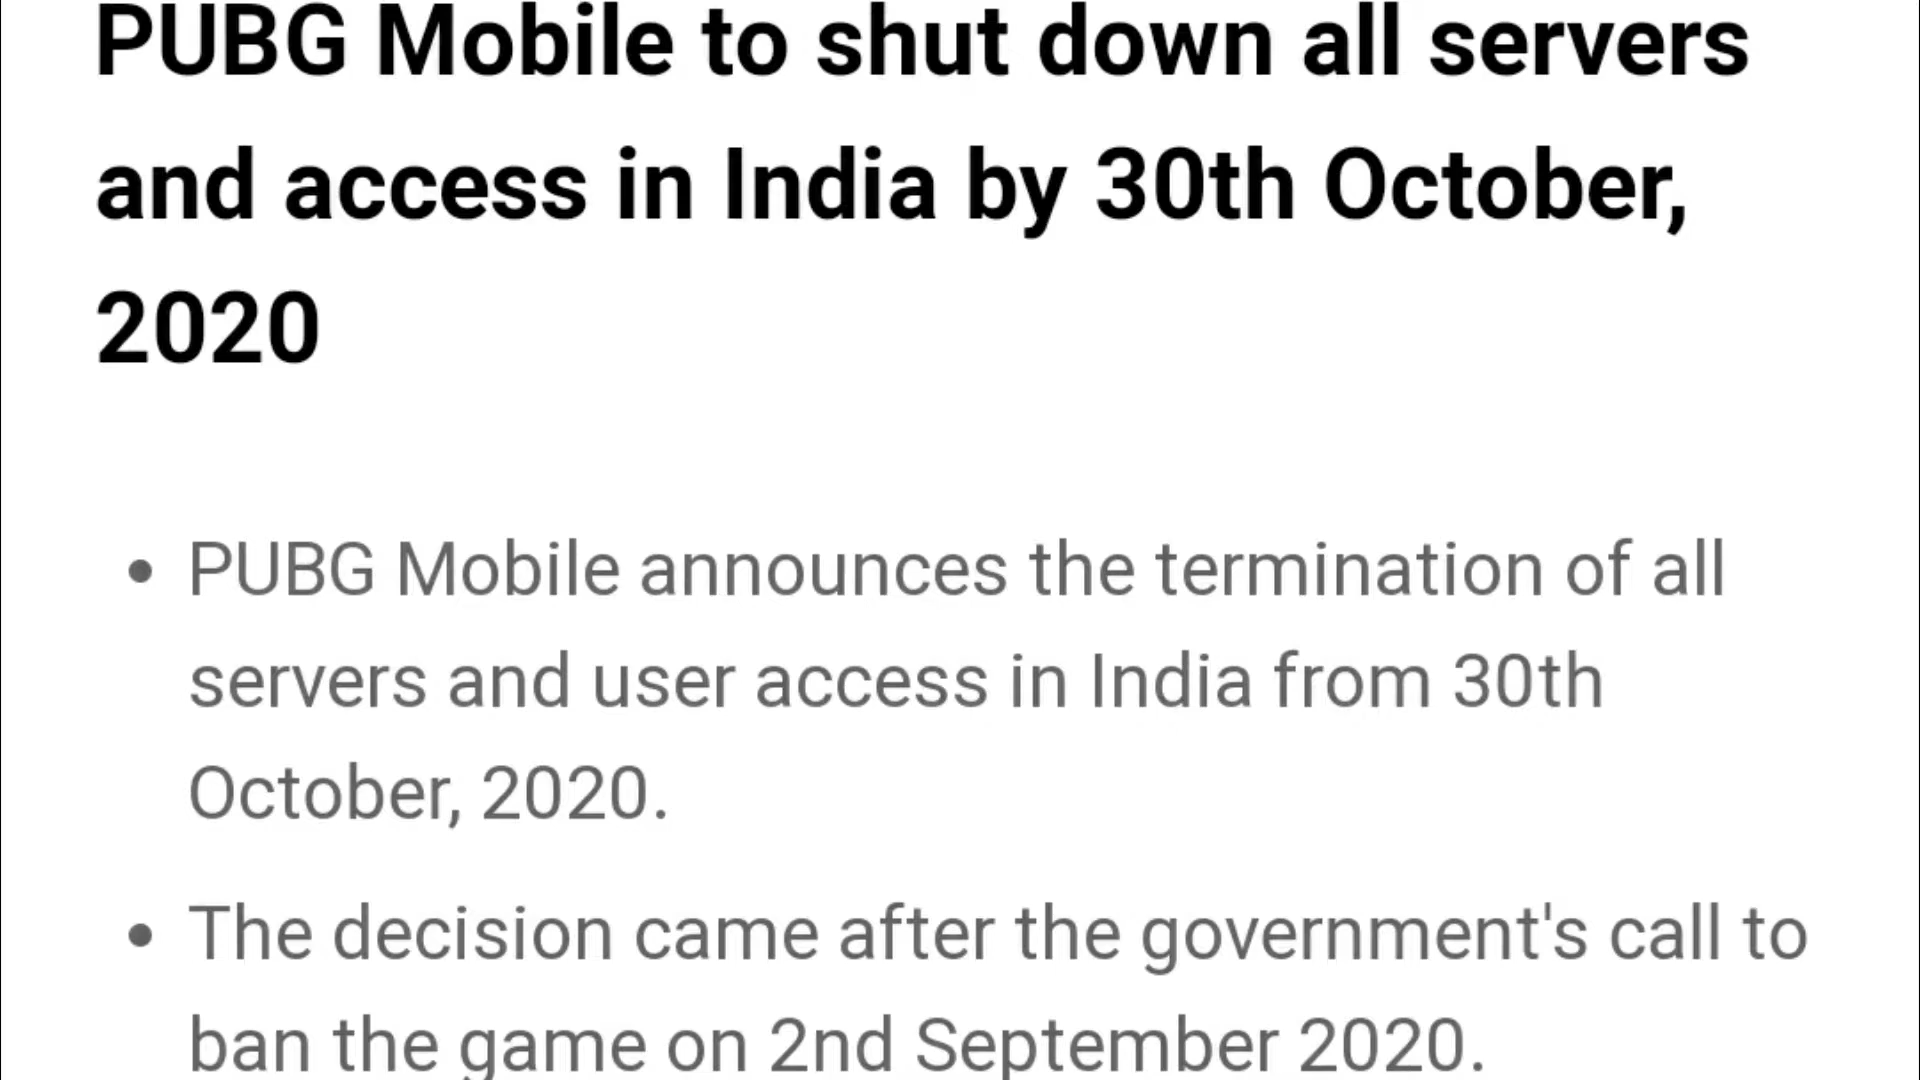 PUBG Mobile to shut down all servers
and access in India by 30th October,
2020
• PUBG Mobile announces the termination of all
servers and user access in India from 30th
October, 2020.
• The decision came after the government's call to
ban the game on 2nd September 2020.